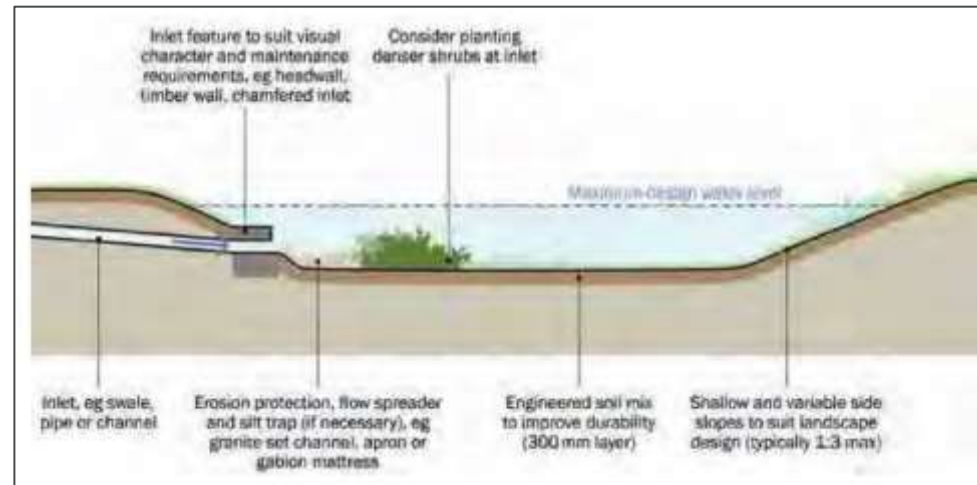 Inlet feature to suit visual
character and maintenance
requirements, eg headwall,
timber wall, chamfered inlet
Consider planting
denser shrubs at inlet
Maximum design water level
Inlet, eg swale,
pipe or channel
Erosion protection, flow spreader
and silt trap (if necessary), eg
granite set channel, apron or
gabion mattress
Engineered soil mix
to improve durability
(300 mm layer)
Shallow and variable side
slopes to suit landscape
design (typically 1:3 max)